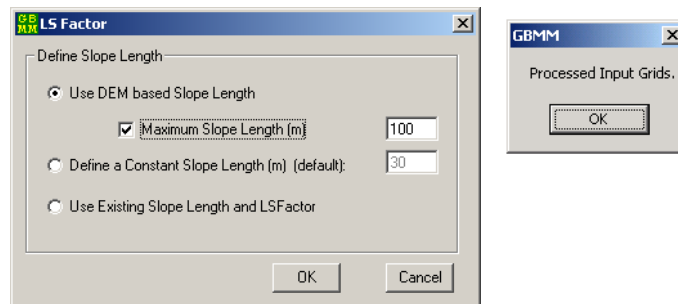 GB
MM LS Factor
Define Slope Length
Use DEM based Slope Length
Maximum Slope Length (m) 100
Define a Constant Slope Length (m) (default): 30
Use Existing Slope Length and LSFactor
OK Cancel
GBMM
Processed Input Grids.
OK